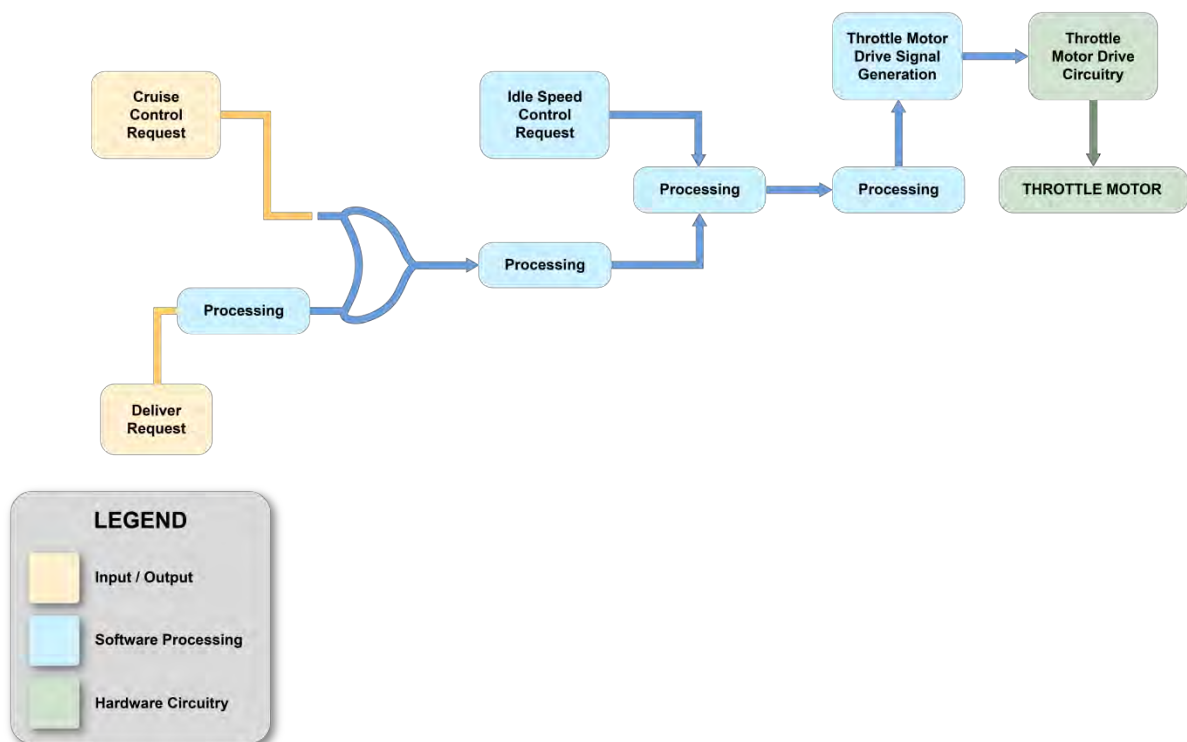 Throttle Motor
Drive Signal
Generation
Throttle
Motor Drive
Circuitry
Cruise
Control
Request
Idle Speed
Control
Request
Processing
Processing
THROTTLE MOTOR
Processing
Processing
Deliver
Request
LEGEND
Input / Output
Software Processing
Hardware Circuitry